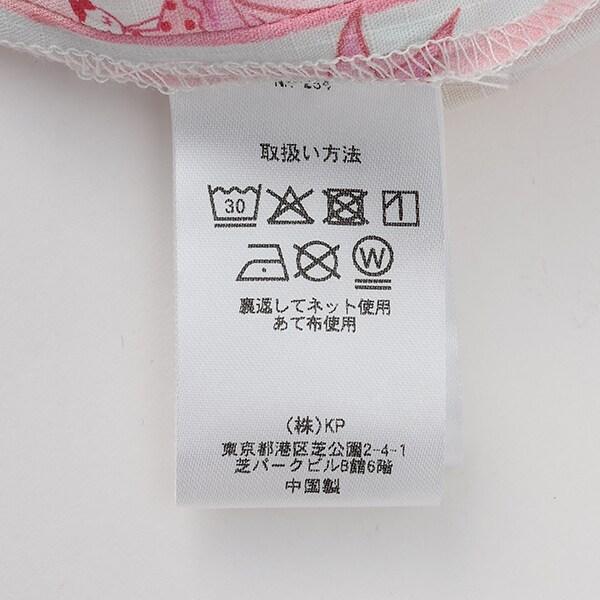 取扱い方法
30
W
裏返してネット使用
あて布使用
(株)KP
東京都港区芝公園2-4-1
芝パークビルB館6階
中国製